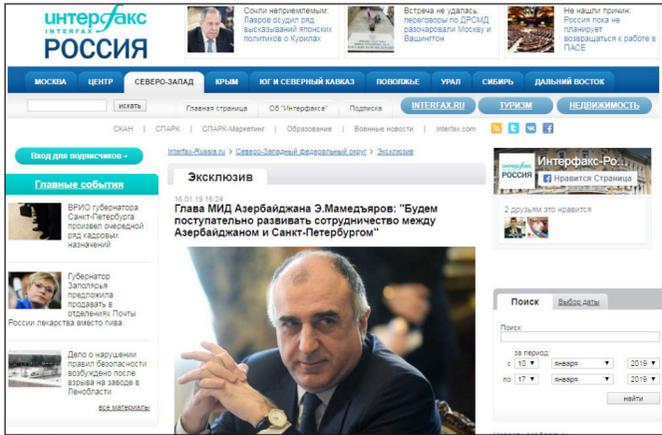 интерфакс
INTERFAX
РОССИЯ
Сочли неприемлемым:
Лавров осудил ряд
высказываний японских
политиков о Курилах
Встреча не удалась:
переговоры по ДРСМД
разочаровали Москву и
Вашингтон
Не нашли причин:
Россия пока не
планирует
возвращаться к работе в
ПАСЕ
МОСКВА ЦЕНТР СЕВЕРО-ЗАПАД КРЫМ ЮГ И СЕВЕРНЫЙ КАВКАЗ ПОВОЛЖЬЕ УРАЛ СИБИРЬ ДАЛЬНИЙ ВОСТОК
искать Главная страница Об "Интерфаксе" Подписка INTERFAX.RU ТУРИЗМ НЕДВИЖИМОСТЬ
СКАН | СПАРК | СПАРК-Маркетинг | Образование | Военные новости | Interfax.com
Вход для подписчиков
Главные события
ВРИО губернатора
Санкт-Петербурга
произвел очередной
ряд кадровых
назначений
Губернатор
Заполярья
предложила
продавать в
отделениях Почты
России лекарства вместо пива
Дело о нарушении
правил безопасности
возбуждено после
взрыва на заводе в
Ленобласти
все материалы
Interfax-Russia.ru > Северо-Западный федеральный округ > Эксклюзив
Эксклюзив
16.01.19 16:24
Глава МИД Азербайджана Э.Мамедъяров: "Будем
поступательно развивать сотрудничество между
Азербайджаном и Санкт-Петербургом"
интерфакс
РОССИЯ
Интерфакс-Ро...
Нравится Страница
2 друзьям это нравится
Поиск Выбор даты
Поиск:
за период:
с 10 января 2019
по 17 января 2019
найти